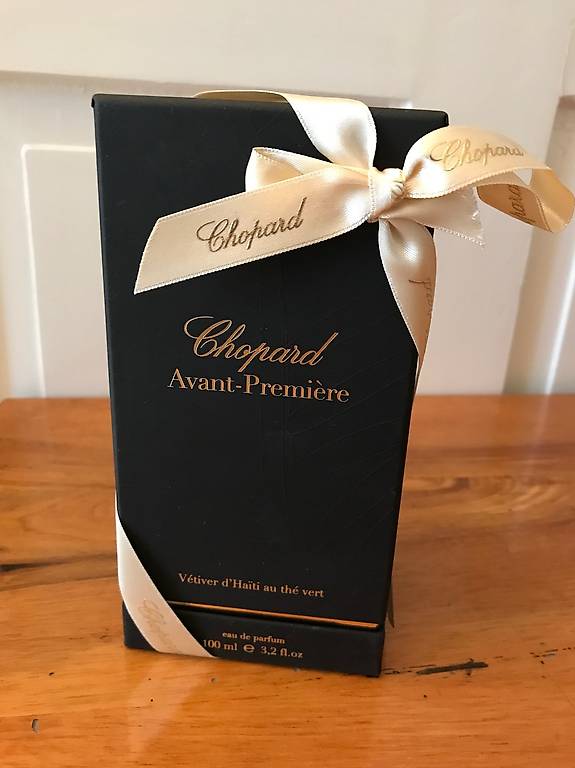 Chopard
Chopard
Chopard
Avant-Première
Vétiver d'Haïti au thé vert
eau de parfum
100 ml e 3,2 fl.oz